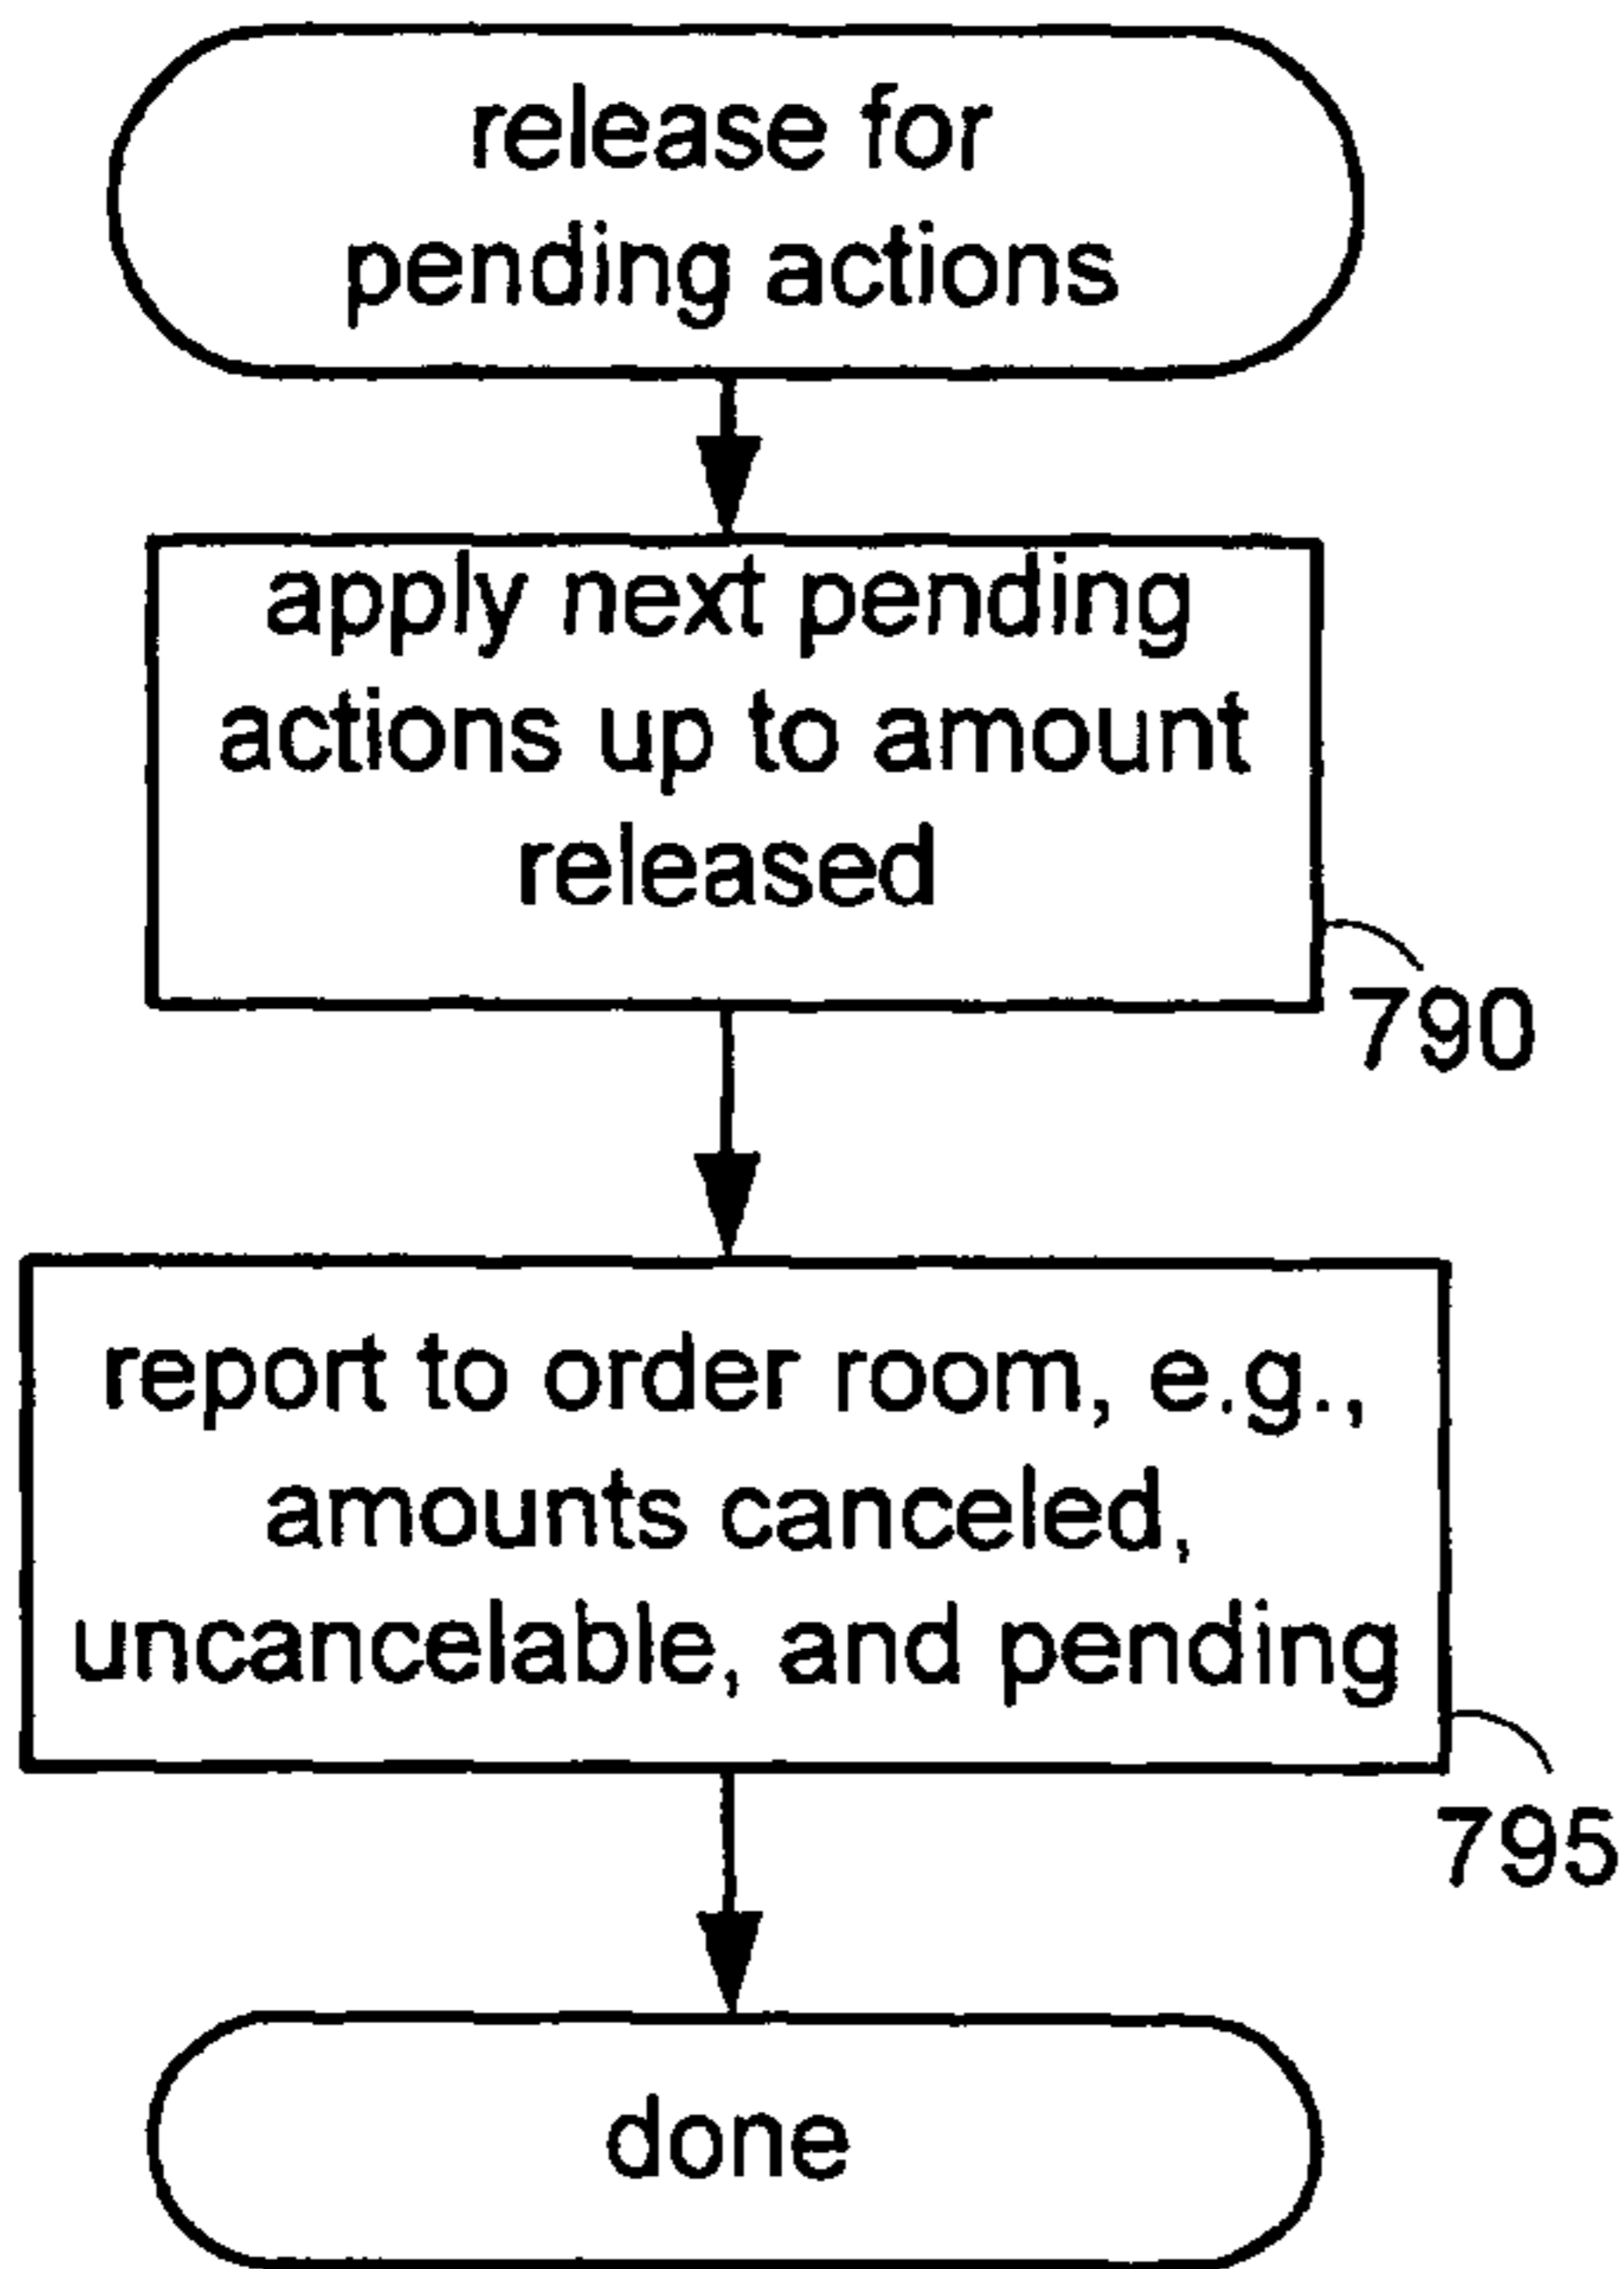 release for
pending actions
apply next pending
actions up to amount
released
790
report to order room, e.g.,
amounts canceled,
uncancelable, and pending
795
done